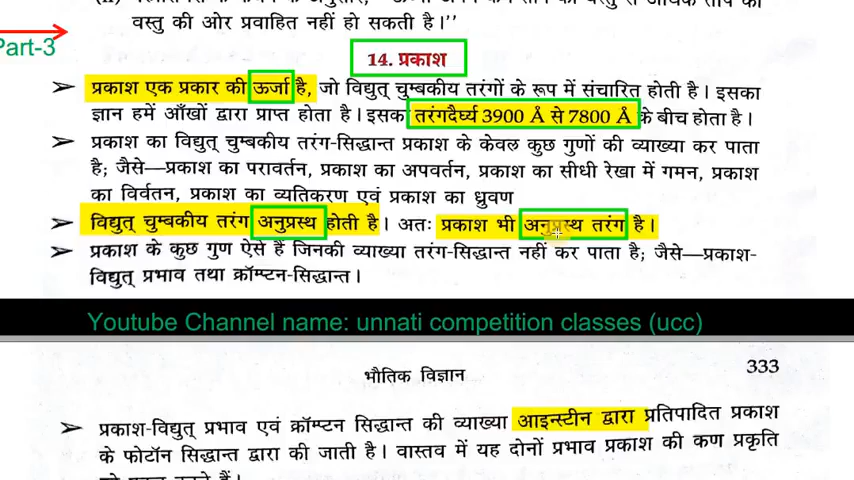 वस्तु की ओर प्रवाहित नहीं हो सकती है।’’
Part-3
14. प्रकाश
➢ प्रकाश एक प्रकार की ऊर्जा है, जो विद्युत् चुम्बकीय तरंगों के रूप में संचारित होती है। इसका
ज्ञान हमें आँखों द्वारा प्राप्त होता है। इसका तरंगदैर्घ्य 3900 Å से 7800 Å के बीच होता है।
➢ प्रकाश का विद्युत् चुम्बकीय तरंग-सिद्धान्त प्रकाश के केवल कुछ गुणों की व्याख्या कर पाता
है; जैसे—प्रकाश का परावर्तन, प्रकाश का अपवर्तन, प्रकाश का सीधी रेखा में गमन, प्रकाश
का विर्वतन, प्रकाश का व्यतिकरण एवं प्रकाश का ध्रुवण
➢ विद्युत् चुम्बकीय तरंग अनुप्रस्थ होती है। अतः प्रकाश भी अनुप्रस्थ तरंग है।
➢ प्रकाश के कुछ गुण ऐसे हैं जिनकी व्याख्या तरंग-सिद्धान्त नहीं कर पाता है; जैसे—प्रकाश-
विद्युत् प्रभाव तथा क्रॉम्प्टन-सिद्धान्त।
Youtube Channel name: unnati competition classes (ucc)
भौतिक विज्ञान 333
➢ प्रकाश-विद्युत् प्रभाव एवं क्रॉम्प्टन सिद्धान्त की व्याख्या आइन्स्टीन द्वारा प्रतिपादित प्रकाश
के फोटॉन सिद्धान्त द्वारा की जाती है। वास्तव में यह दोनों प्रभाव प्रकाश की कण प्रकृति